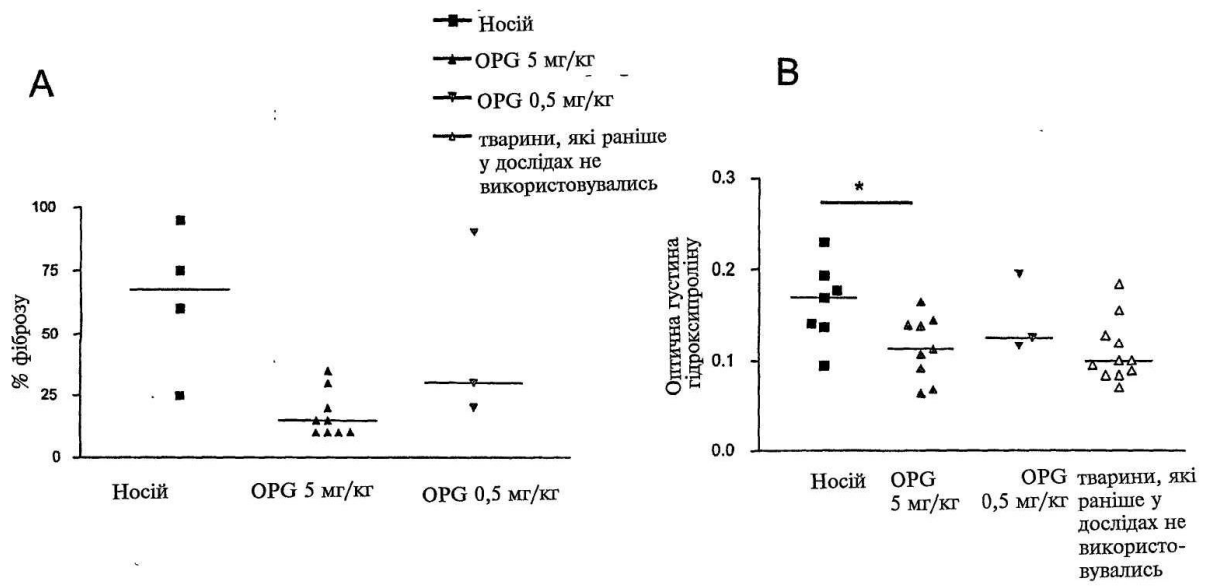 Носій
OPG 5 мг/кг
OPG 0,5 мг/кг
тварини, які раніше
у дослідах не
використовувались
A
% фіброзу
100
75
50
25
0
Носій
OPG 5 мг/кг
OPG 0,5 мг/кг
B
*
Оптична густина
гідроксипроліну
0.3
0.2
0.1
0.0
Носій
OPG
5 мг/кг
OPG
0,5 мг/кг
тварини, які
раніше у
дослідах не
використо-
вувались